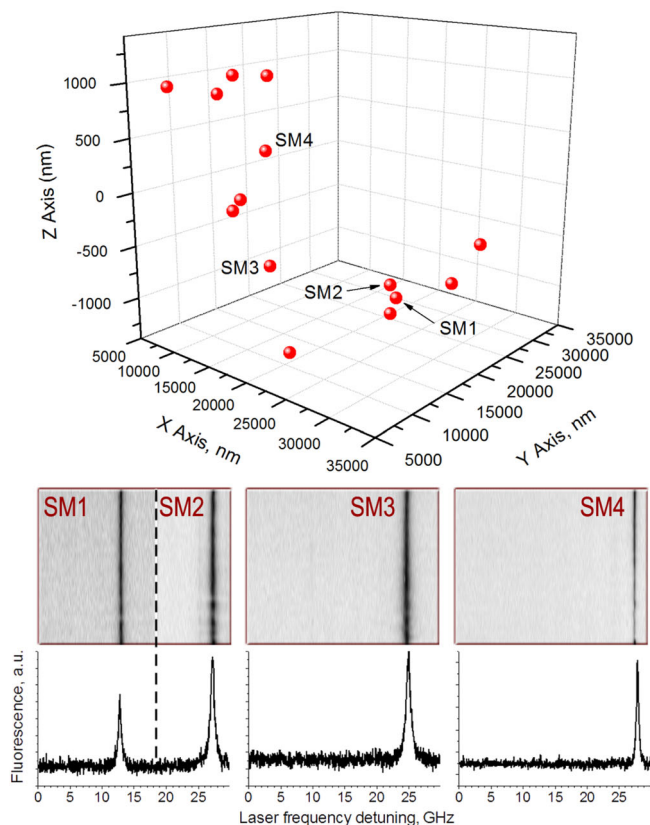 1000
500
0
-500
-1000
Z Axis (nm)
SM4
SM3
SM2
SM1
5000
10000
15000
20000
25000
30000
35000
X Axis, nm
5000
10000
15000
20000
25000
30000
35000
Y Axis, nm
SM1 SM2 SM3 SM4
Fluorescence, a.u.
0 5 10 15 20 25 0 5 10 15 20 25 0 5 10 15 20 25
Laser frequency detuning, GHz